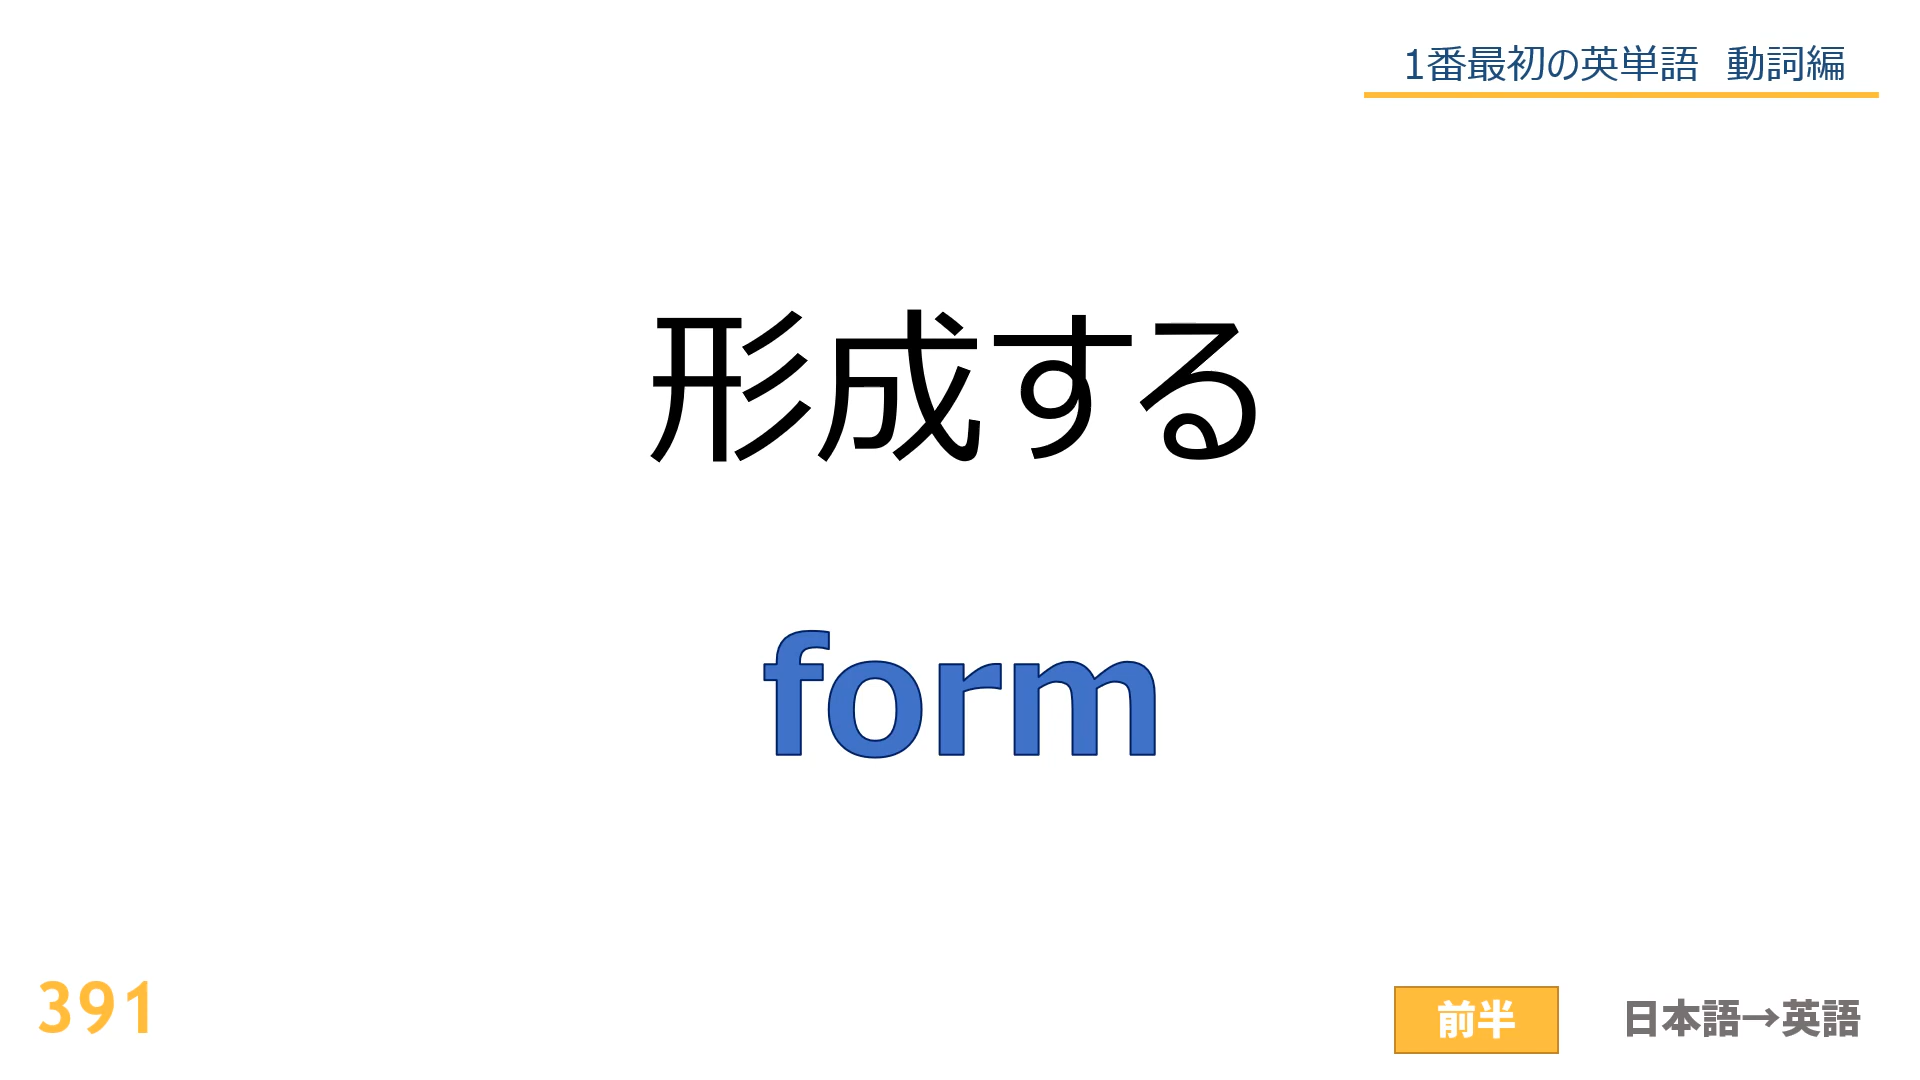 1番最初の英単語　動詞編
形成する
form
391
前半
日本語→英語